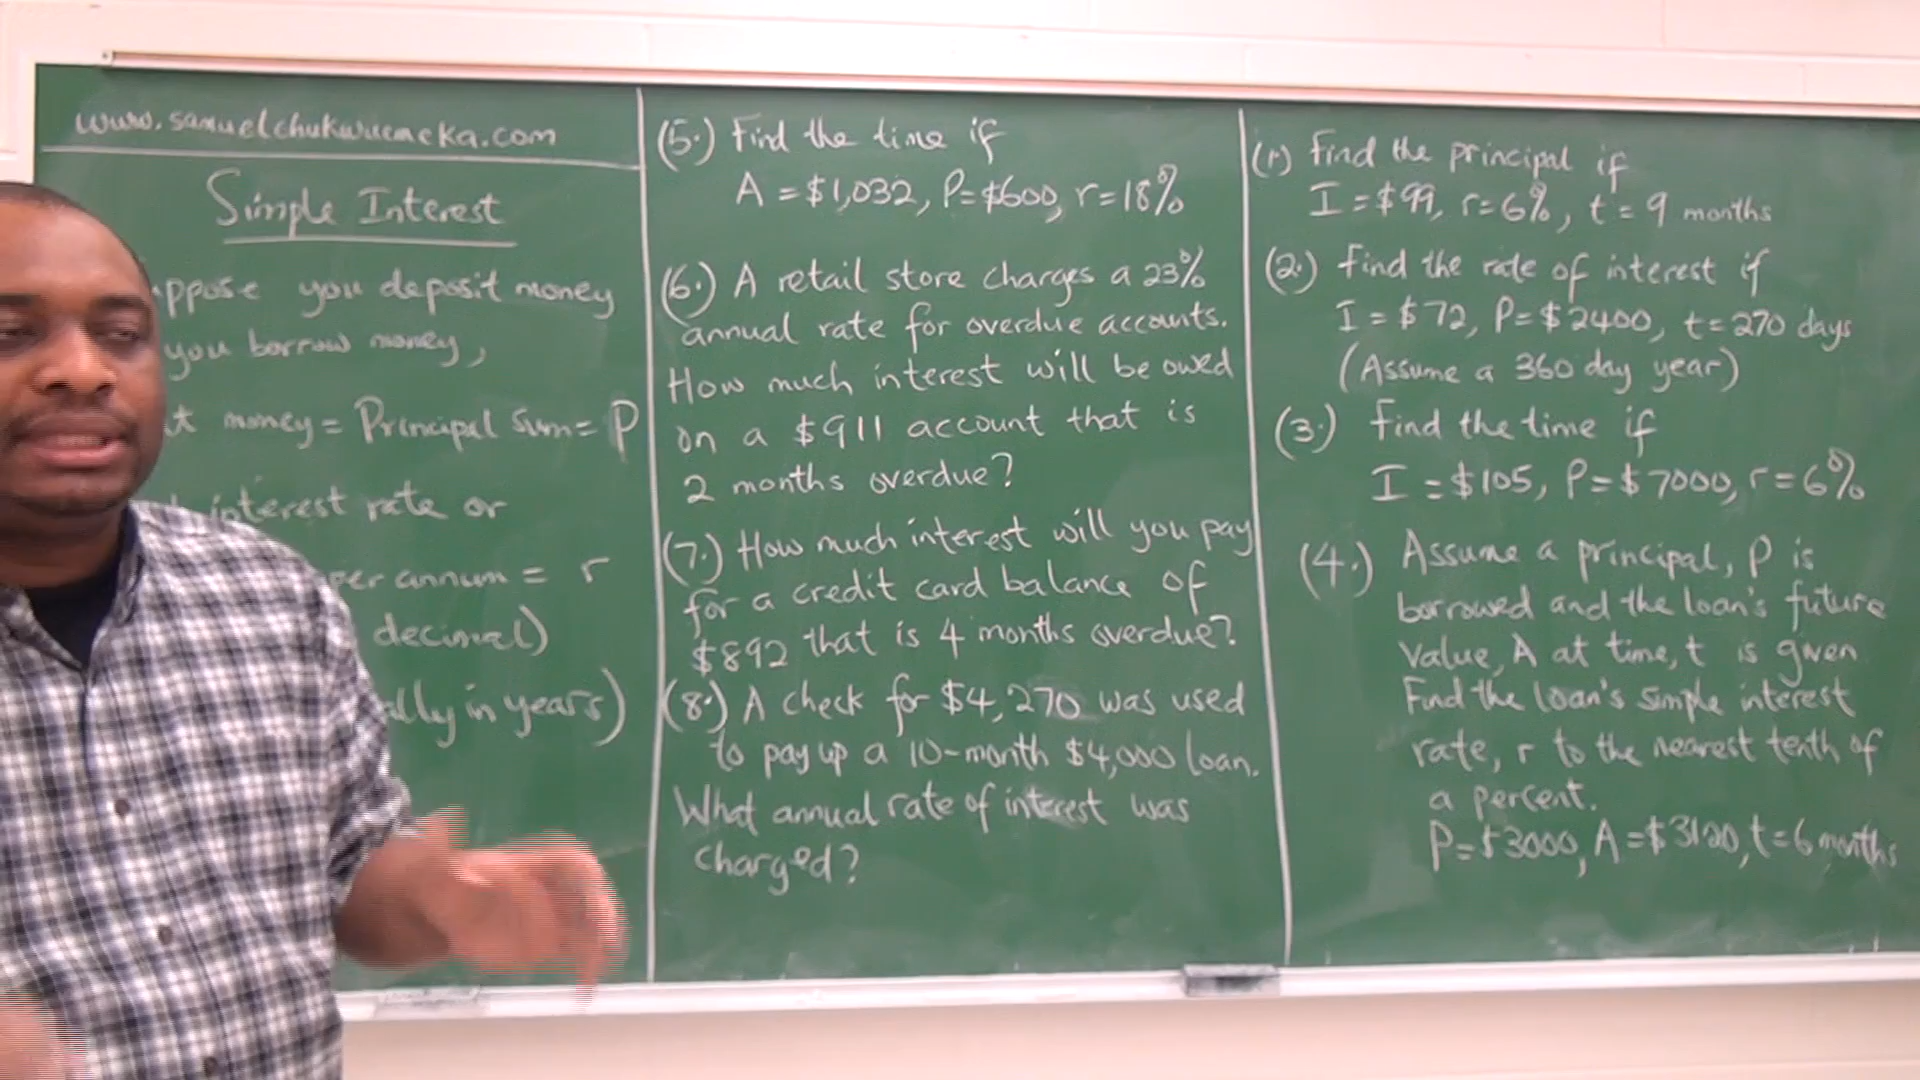 www.samuelchukwuemeka.com
Simple Interest
you deposit money
you borrow money,
money = Principal sum = P
interest rate or
per annum = r
decimal)
in years)
(5.) Find the time if
A = $1,032, P = $600, r = 18%
(6.) A retail store charges a 23%
annual rate for overdue accounts.
How much interest will be owed
on a $911 account that is
2 months overdue?
(7.) How much interest will you pay
for a credit card balance of
$892 that is 4 months overdue?
(8.) A check for $4,270 was used
to pay up a 10-month $4,000 loan.
What annual rate of interest was
charged?
(1.) Find the principal if
I = $99, r = 6%, t = 9 months
(2.) Find the rate of interest if
I = $72, P = $2400, t = 270 days
(Assume a 360 day year)
(3.) Find the time if
I = $105, P = $7000, r = 6%
(4.) Assume a principal, P is
borrowed and the loan's future
value, A at time, t is given
Find the loan's simple interest
rate, r to the nearest tenth of
a percent.
P = $3000, t = 6 months